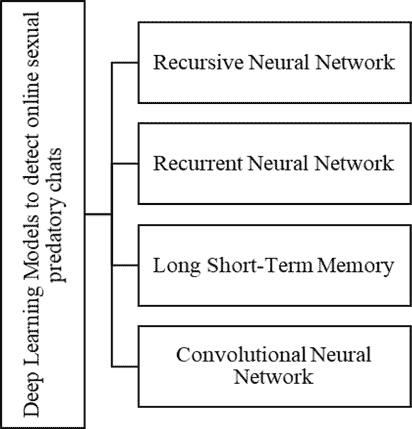 Deep Learning Models to detect online sexual
predatory chats
Recursive Neural Network
Recurrent Neural Network
Long Short-Term Memory
Convolutional Neural
Network